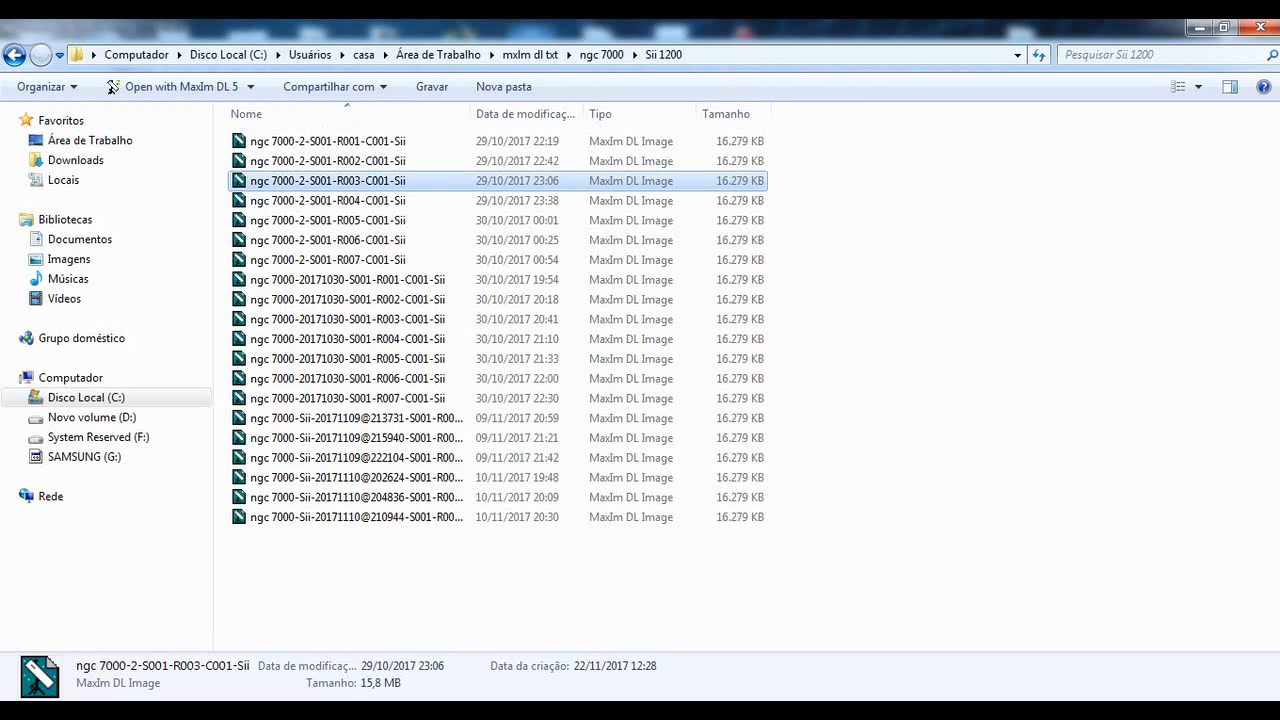 Computador Disco Local (C:) Usuários casa Área de Trabalho mxlm dl txt ngc 7000 Sii 1200 Pesquisar Sii 1200
Organizar Open with MaxIm DL 5 Compartilhar com Gravar Nova pasta
Nome Data de modificaç... Tipo Tamanho
Favoritos
Área de Trabalho
Downloads
Locais
Bibliotecas
Documentos
Imagens
Músicas
Vídeos
Grupo doméstico
Computador
Disco Local (C:)
Novo volume (D:)
System Reserved (F:)
SAMSUNG (G:)
Rede
ngc 7000-2-S001-R001-C001-Sii 29/10/2017 22:19 MaxIm DL Image 16.279 KB
ngc 7000-2-S001-R002-C001-Sii 29/10/2017 22:42 MaxIm DL Image 16.279 KB
ngc 7000-2-S001-R003-C001-Sii 29/10/2017 23:06 MaxIm DL Image 16.279 KB
ngc 7000-2-S001-R004-C001-Sii 29/10/2017 23:38 MaxIm DL Image 16.279 KB
ngc 7000-2-S001-R005-C001-Sii 30/10/2017 00:01 MaxIm DL Image 16.279 KB
ngc 7000-2-S001-R006-C001-Sii 30/10/2017 00:25 MaxIm DL Image 16.279 KB
ngc 7000-2-S001-R007-C001-Sii 30/10/2017 00:54 MaxIm DL Image 16.279 KB
ngc 7000-20171030-S001-R001-C001-Sii 30/10/2017 19:54 MaxIm DL Image 16.279 KB
ngc 7000-20171030-S001-R002-C001-Sii 30/10/2017 20:18 MaxIm DL Image 16.279 KB
ngc 7000-20171030-S001-R003-C001-Sii 30/10/2017 20:41 MaxIm DL Image 16.279 KB
ngc 7000-20171030-S001-R004-C001-Sii 30/10/2017 21:10 MaxIm DL Image 16.279 KB
ngc 7000-20171030-S001-R005-C001-Sii 30/10/2017 21:33 MaxIm DL Image 16.279 KB
ngc 7000-20171030-S001-R006-C001-Sii 30/10/2017 22:00 MaxIm DL Image 16.279 KB
ngc 7000-20171030-S001-R007-C001-Sii 30/10/2017 22:30 MaxIm DL Image 16.279 KB
ngc 7000-Sii-20171109@213731-S001-R00... 09/11/2017 20:59 MaxIm DL Image 16.279 KB
ngc 7000-Sii-20171109@215940-S001-R00... 09/11/2017 21:21 MaxIm DL Image 16.279 KB
ngc 7000-Sii-20171109@222104-S001-R00... 09/11/2017 21:42 MaxIm DL Image 16.279 KB
ngc 7000-Sii-20171110@202624-S001-R00... 10/11/2017 19:48 MaxIm DL Image 16.279 KB
ngc 7000-Sii-20171110@204836-S001-R00... 10/11/2017 20:09 MaxIm DL Image 16.279 KB
ngc 7000-Sii-20171110@210944-S001-R00... 10/11/2017 20:30 MaxIm DL Image 16.279 KB
ngc 7000-2-S001-R003-C001-Sii Data de modificaç... 29/10/2017 23:06 Data da criação: 22/11/2017 12:28
MaxIm DL Image Tamanho: 15,8 MB